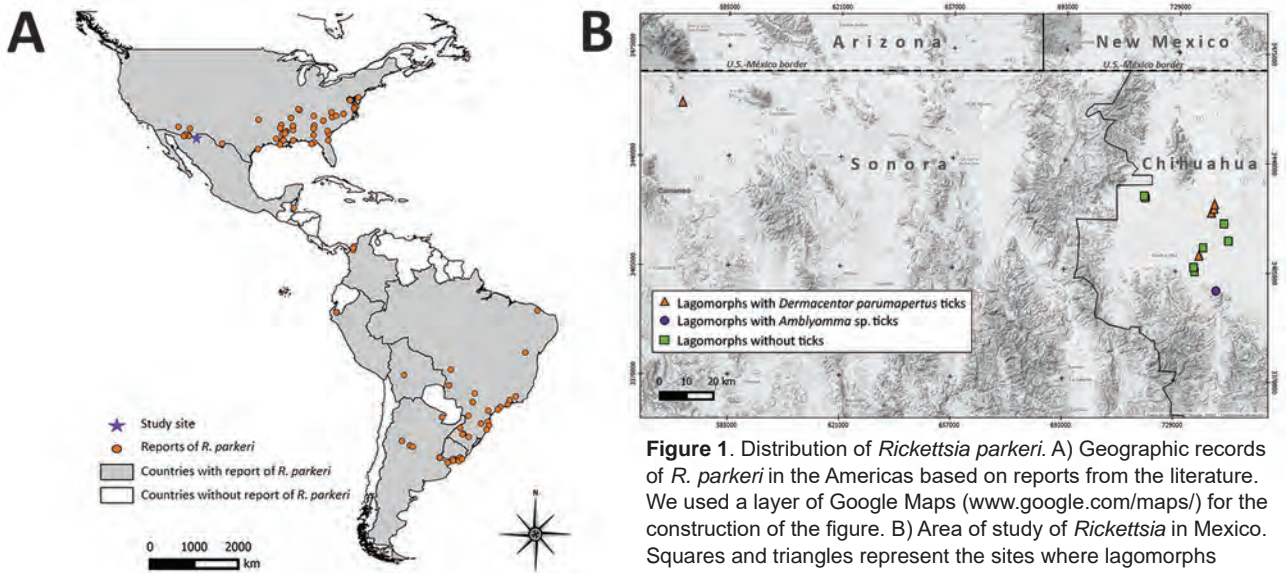 A
Study site
Reports of R. parkeri
Countries with report of R. parkeri
Countries without report of R. parkeri
0 1000 2000
km
N
B
Arizona
New Mexico
U.S.-México border
U.S.-México border
Sonora
Chihuahua
Cananea
Lagomorphs with Dermacentor parumapertus ticks
Lagomorphs with Amblyomma sp. ticks
Lagomorphs without ticks
0 10 20 km
Figure 1. Distribution of Rickettsia parkeri. A) Geographic records
of R. parkeri in the Americas based on reports from the literature.
We used a layer of Google Maps (www.google.com/maps/) for the
construction of the figure. B) Area of study of Rickettsia in Mexico.
Squares and triangles represent the sites where lagomorphs